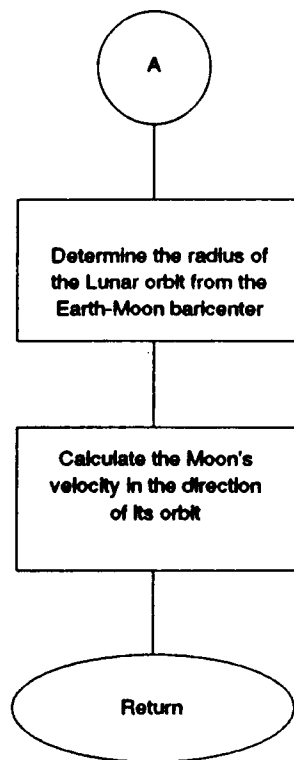 A
Determine the radius of
the Lunar orbit from the
Earth-Moon baricenter
Calculate the Moon's
velocity in the direction
of its orbit
Return